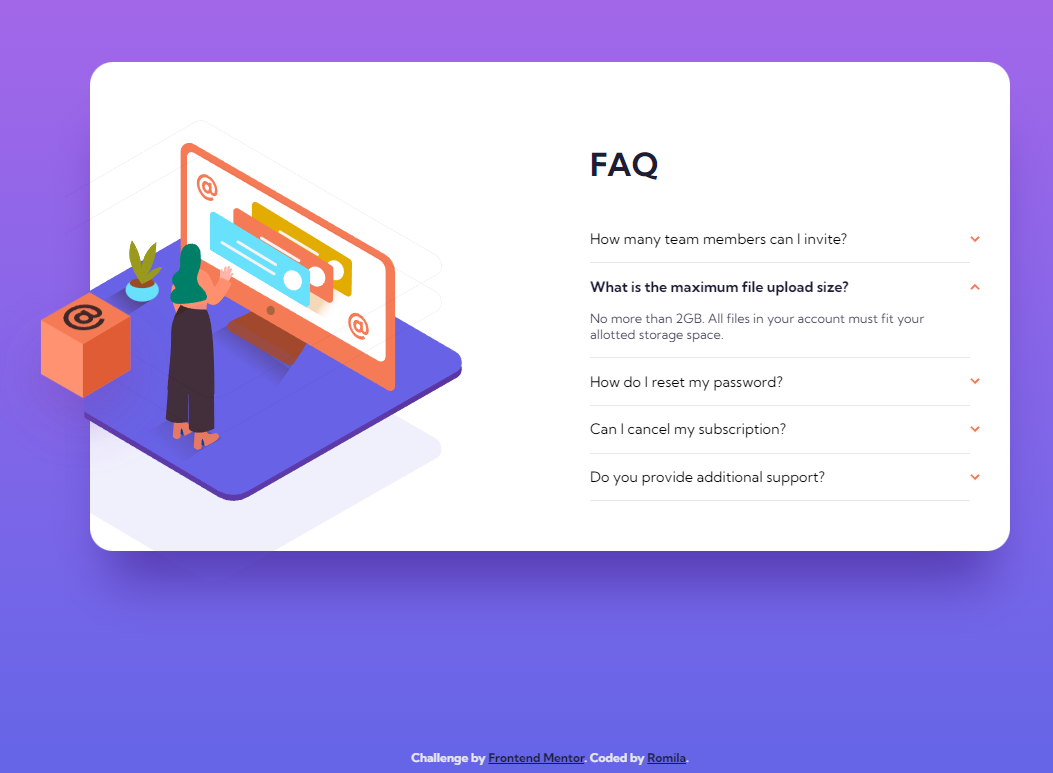 FAQ
How many team members can I invite?
What is the maximum file upload size?
No more than 2GB. All files in your account must fit your
allotted storage space.
How do I reset my password?
Can I cancel my subscription?
Do you provide additional support?
@
@
@
Challenge by Frontend Mentor. Coded by Romila.